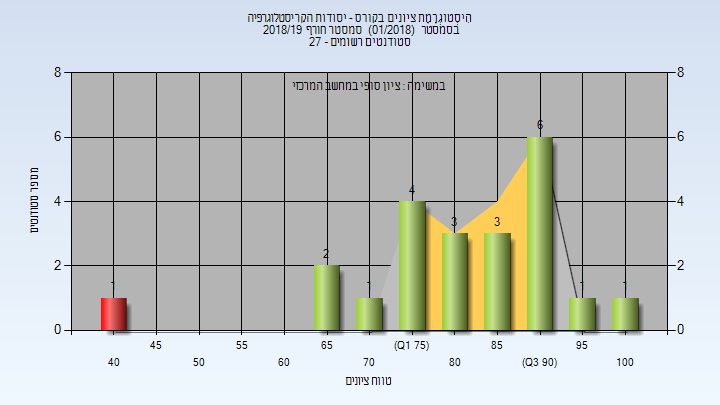 היסטוגרמת ציונים בקורס - יסודות הקריסטלוגרפיה
בסמסטר (01/2018) סמסטר חורף 2018/19
סטודנטים רשומים - 27
במשימה : ציון סופי במחשב המרכזי
8 8
6 6
4 4
2 2
0 0
מספר סטודנטים
1 2 1 4 3 3 6 1 1
45 55 65 (Q1 75) 85 95
40 50 60 70 80 (Q3 90) 100
טווח ציונים